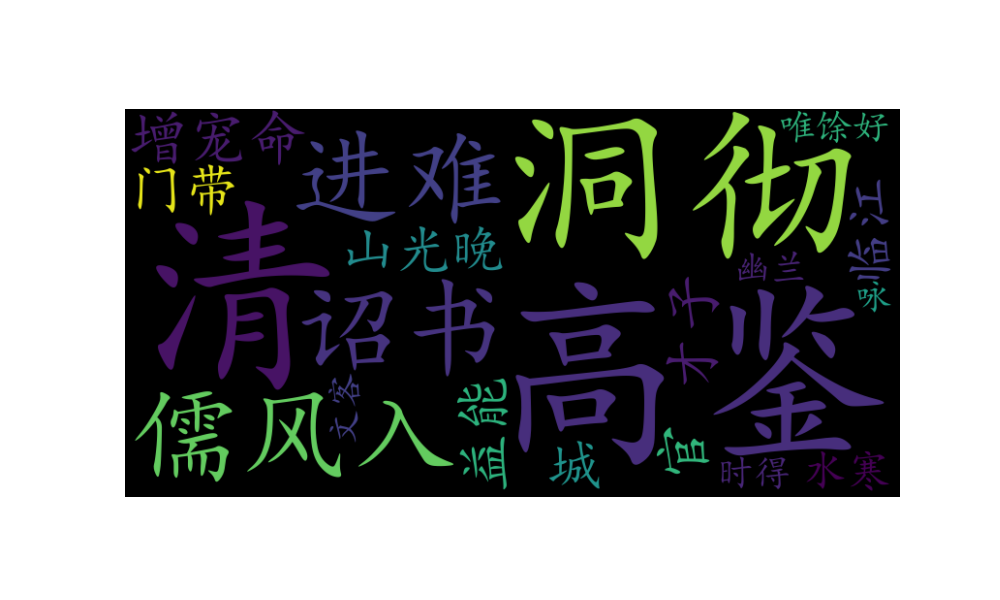 增宠命
进难
洞彻
唯馀好
门带
清
山光晚
临江
幽兰
咏
诏书
高
才子
鉴
儒风入
文客
益能
城
官
时得
水寒